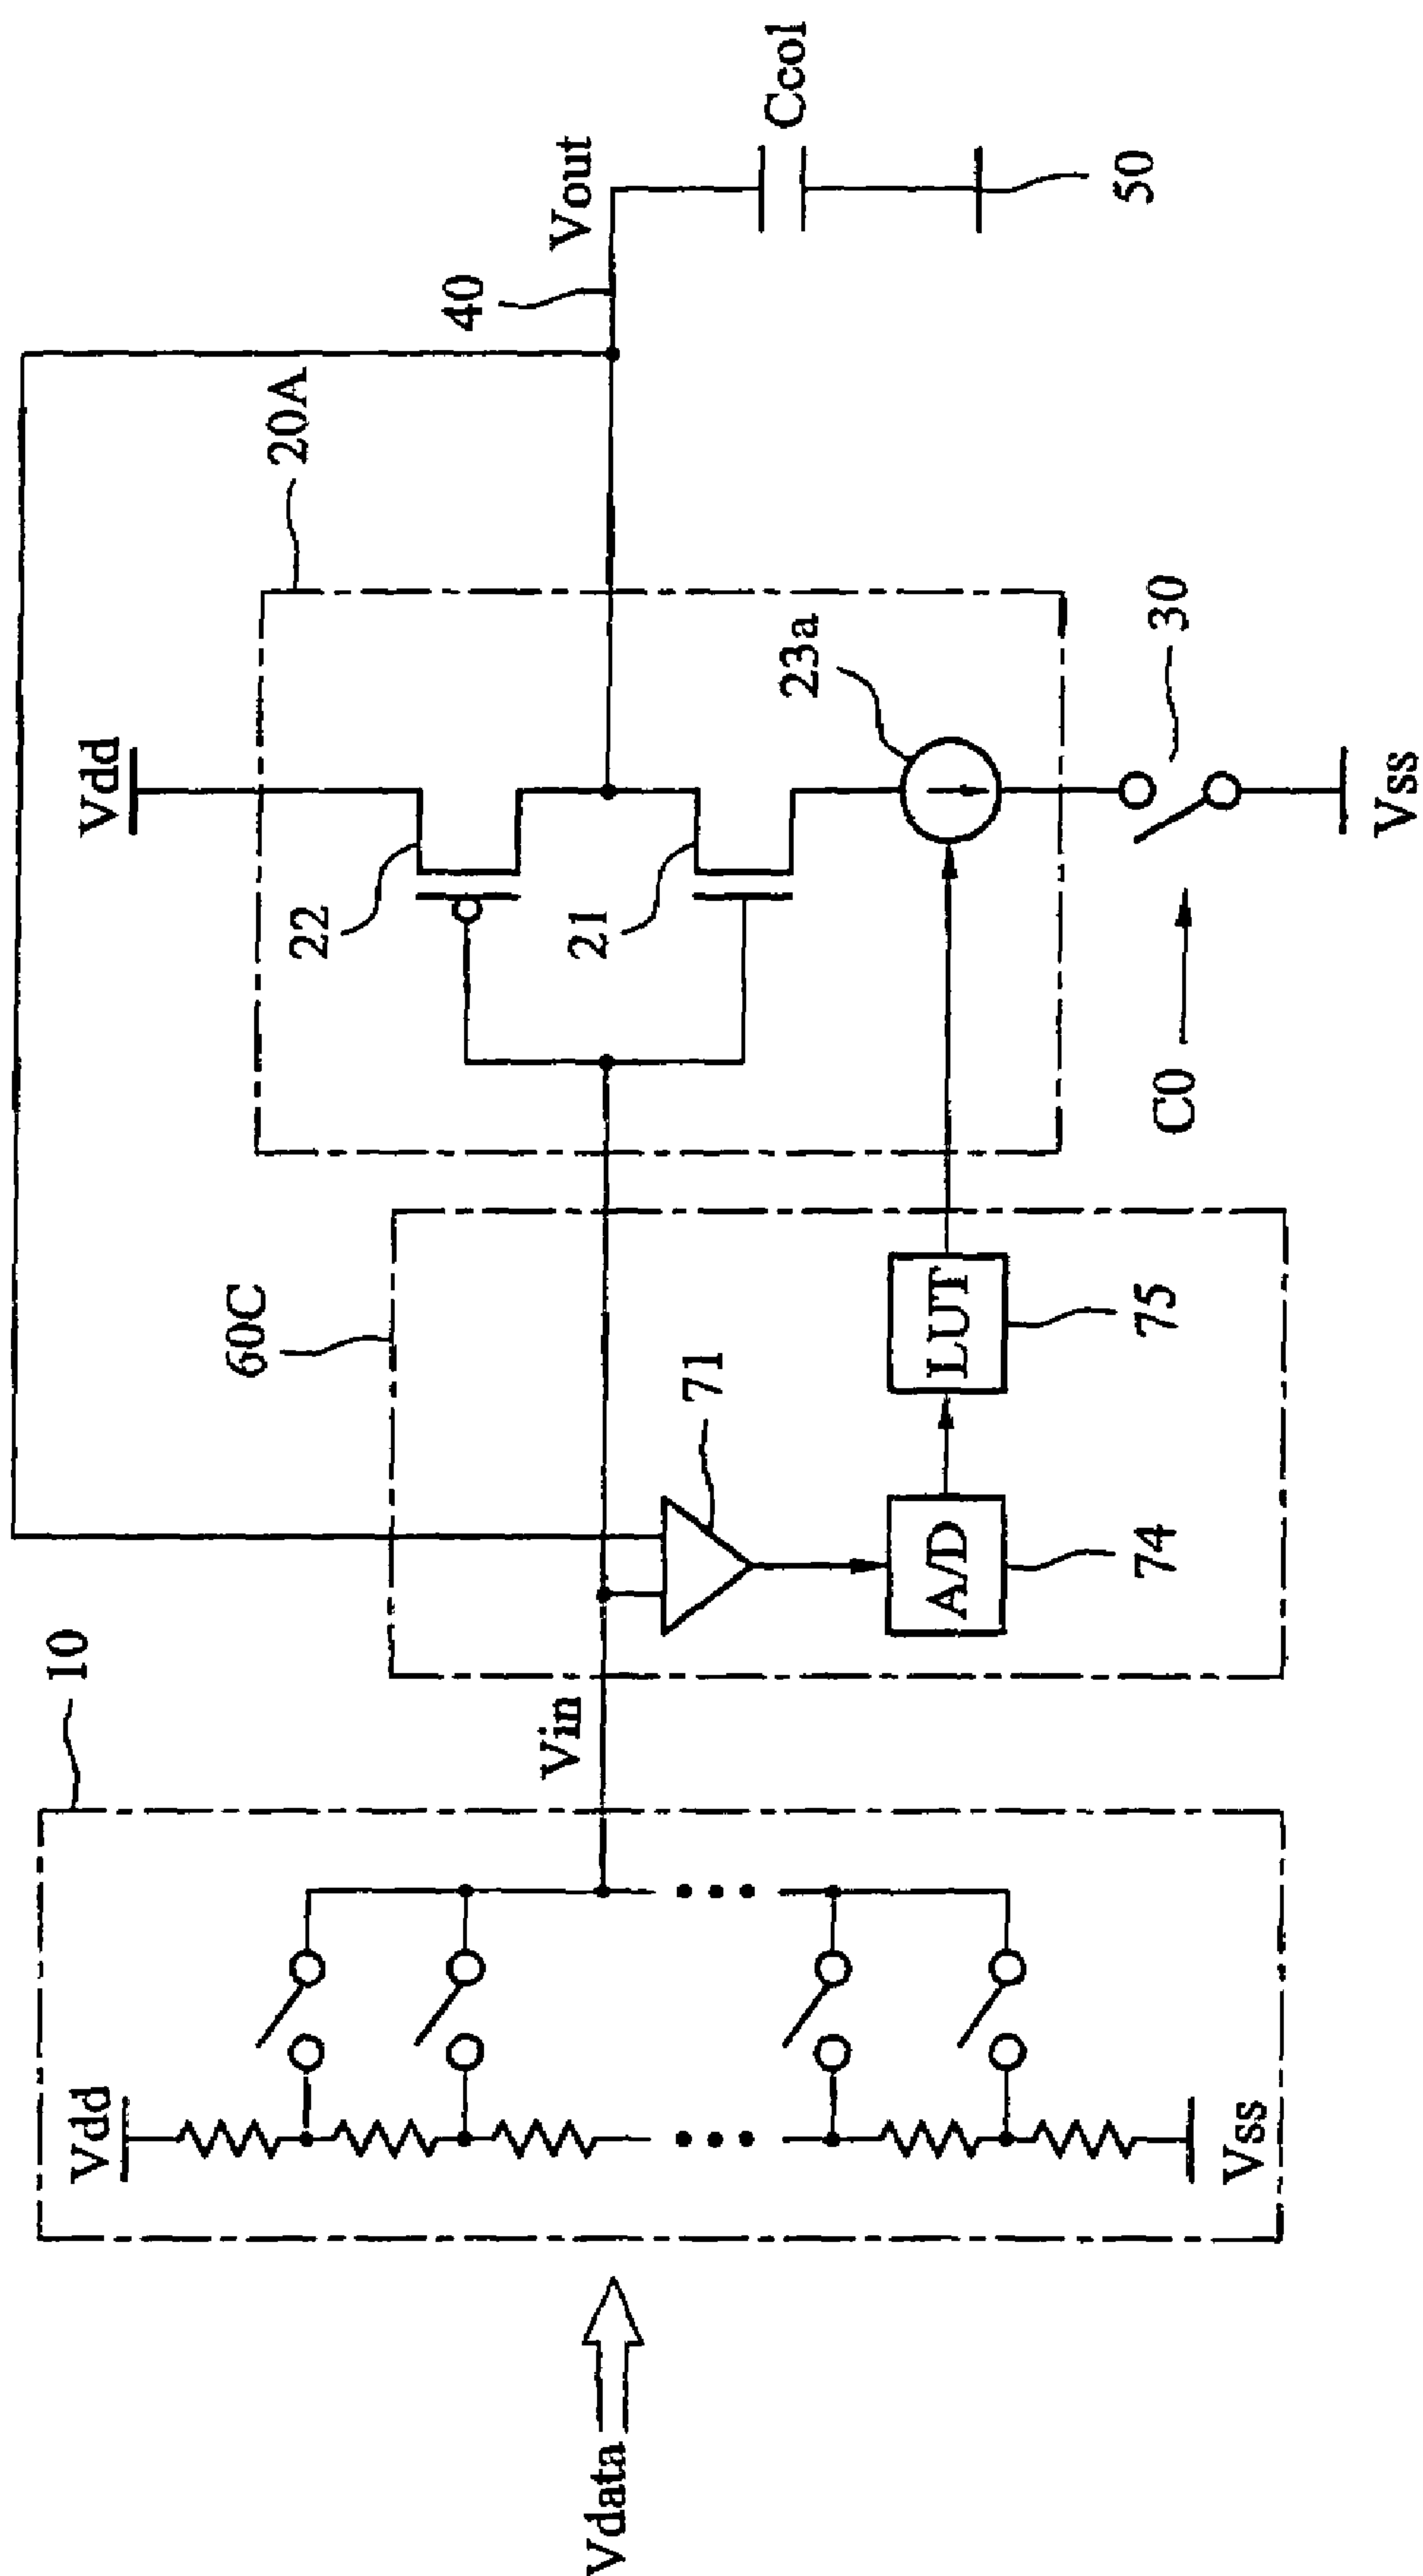 Vdata
10
Vdd
Vss
Vin
60C
71
A/D
74
LUT
75
20A
Vdd
22
21
23a
C0
30
Vss
40
Vout
Ccol
50